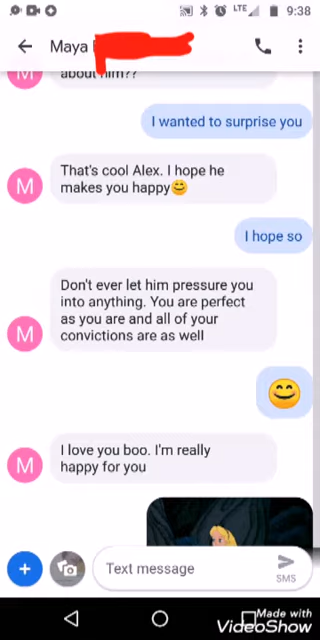 LTE
9:38
Maya
M
about him??
I wanted to surprise you
That's cool Alex. I hope he
makes you happy😊
M
I hope so
Don't ever let him pressure you
into anything. You are perfect
as you are and all of your
convictions are as well
M
😊
I love you boo. I'm really
happy for you
M
Text message
SMS
Made with
VideoShow